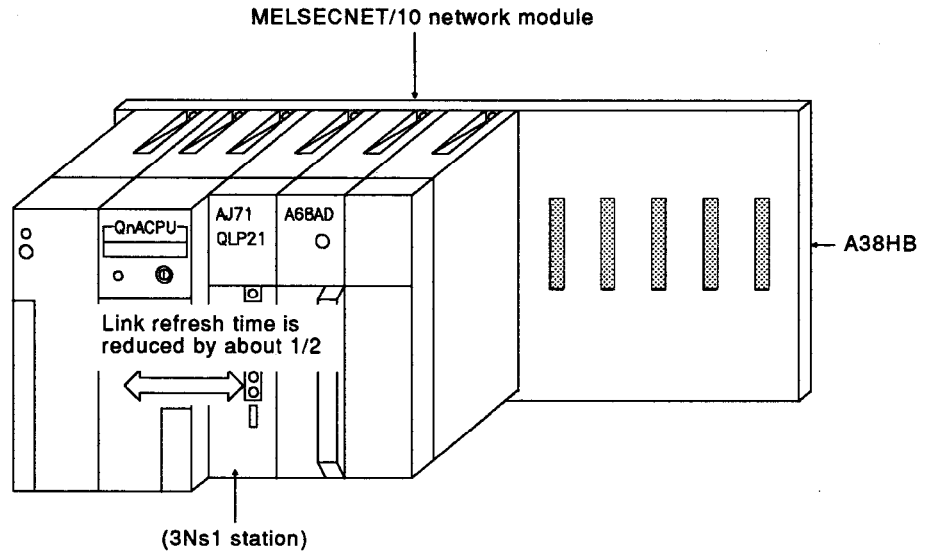 MELSECNET/10 network module
QnACPU
AJ71
QLP21
A68AD
A38HB
Link refresh time is
reduced by about 1/2
(3Ns1 station)